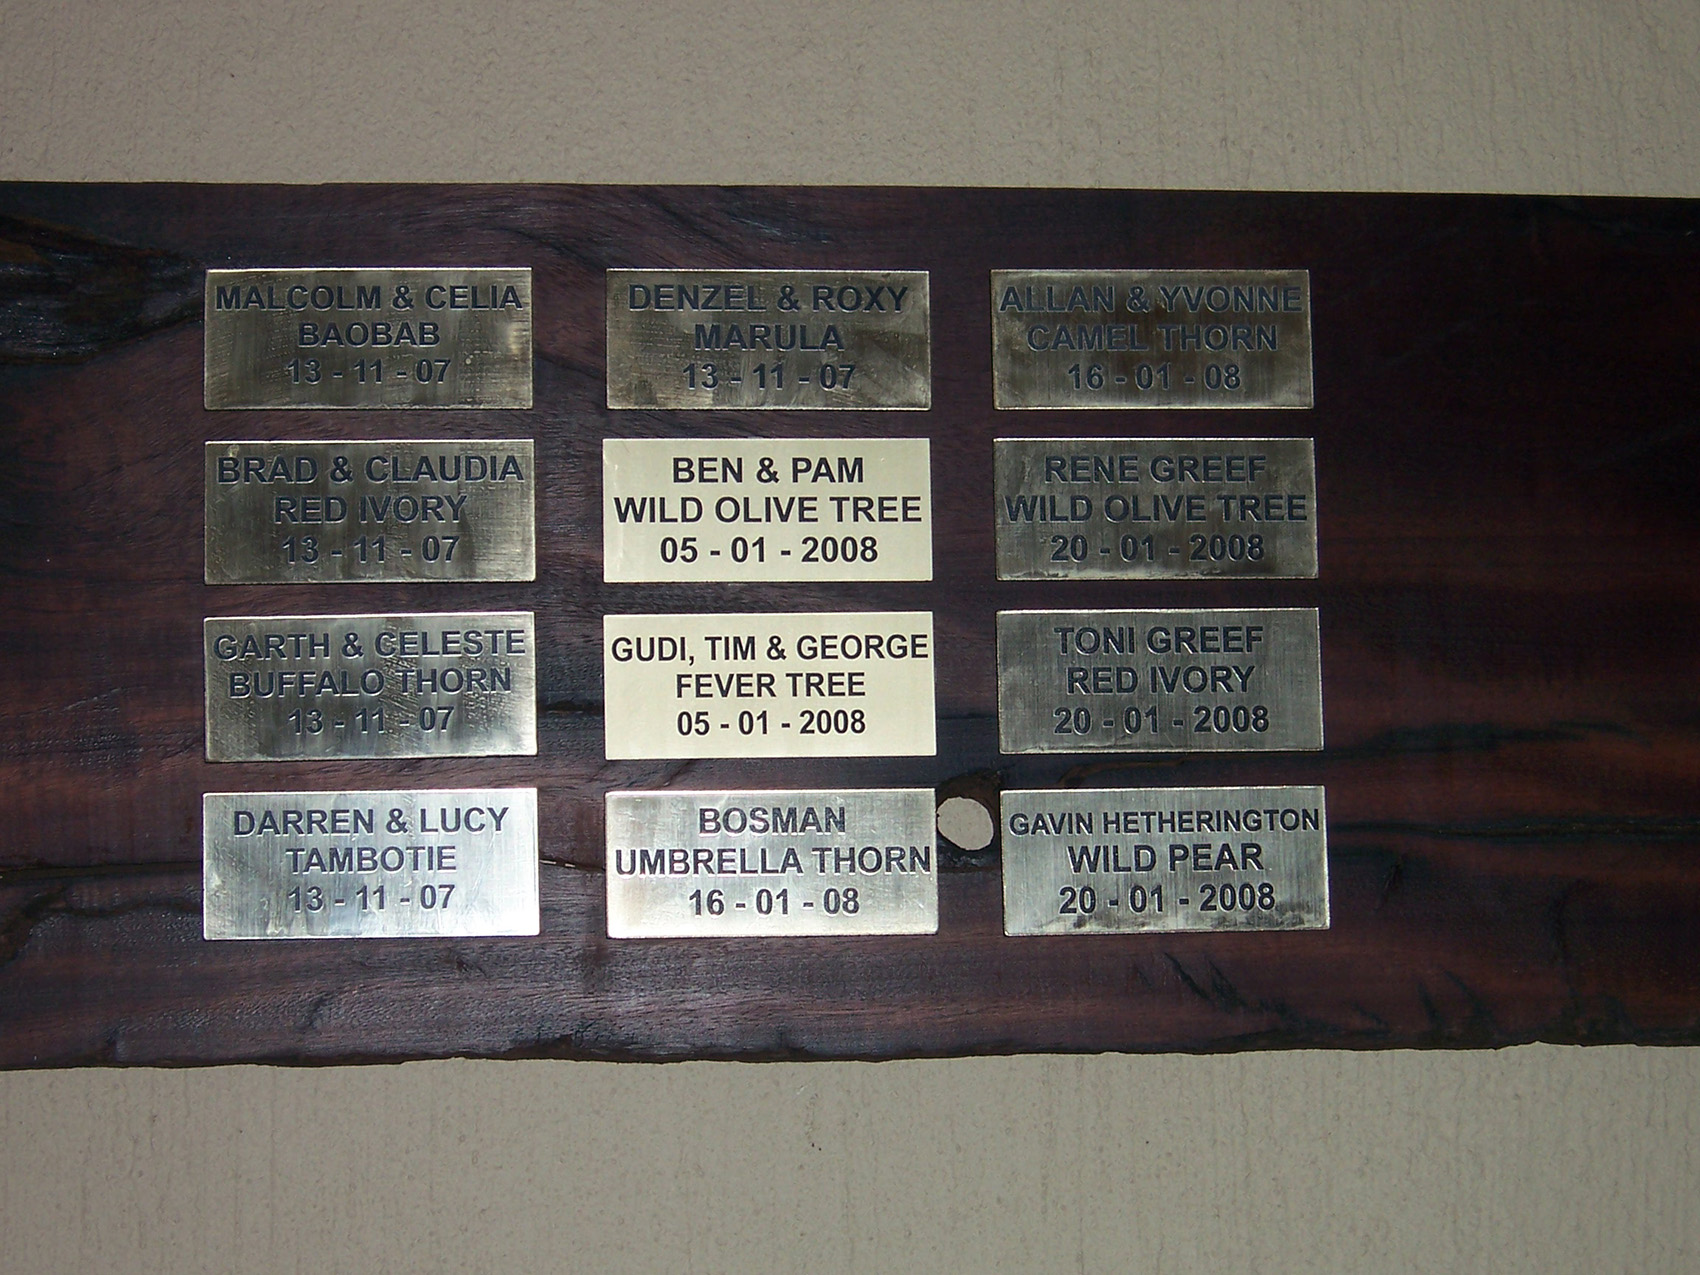 MALCOLM & CELIA
BAOBAB
13 - 11 - 07
DENZEL & ROXY
MARULA
13 - 11 - 07
ALLAN & YVONNE
CAMEL THORN
16 - 01 - 08
BRAD & CLAUDIA
RED IVORY
13 - 11 - 07
BEN & PAM
WILD OLIVE TREE
05 - 01 - 2008
RENE GREEF
WILD OLIVE TREE
20 - 01 - 2008
GARTH & CELESTE
BUFFALO THORN
13 - 11 - 07
GUDI, TIM & GEORGE
FEVER TREE
05 - 01 - 2008
TONI GREEF
RED IVORY
20 - 01 - 2008
DARREN & LUCY
TAMBOTIE
13 - 11 - 07
BOSMAN
UMBRELLA THORN
16 - 01 - 08
GAVIN HETHERINGTON
WILD PEAR
20 - 01 - 2008